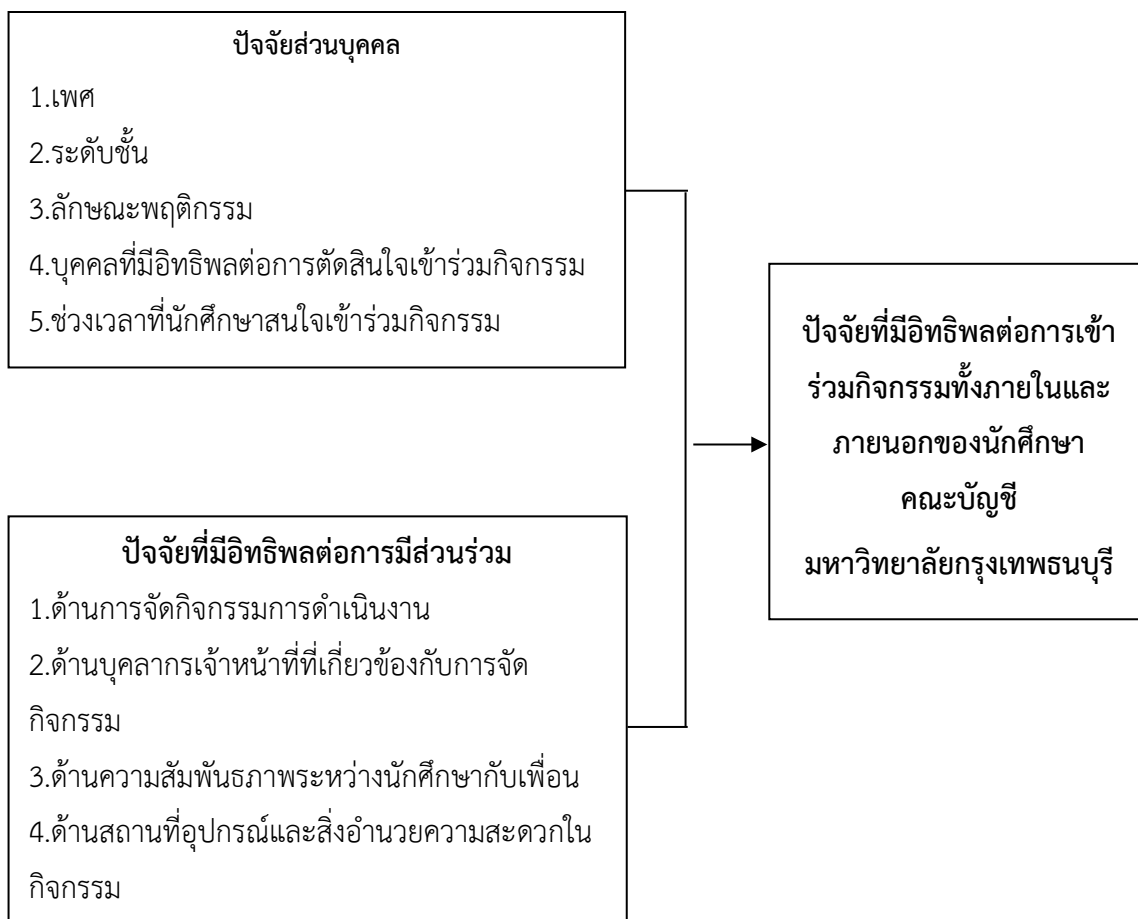 ปัจจัยส่วนบุคคล
1.เพศ
2.ระดับชั้น
3.ลักษณะพฤติกรรม
4.บุคคลที่มีอิทธิพลต่อการตัดสินใจเข้าร่วมกิจกรรม
5.ช่วงเวลาที่นักศึกษาสนใจเข้าร่วมกิจกรรม
ปัจจัยที่มีอิทธิพลต่อการมีส่วนร่วม
1.ด้านการจัดกิจกรรมการดำเนินงาน
2.ด้านบุคลากรเจ้าหน้าที่ที่เกี่ยวข้องกับการจัด
กิจกรรม
3.ด้านความสัมพันธภาพระหว่างนักศึกษากับเพื่อน
4.ด้านสถานที่อุปกรณ์และสิ่งอำนวยความสะดวกใน
กิจกรรม
ปัจจัยที่มีอิทธิพลต่อการเข้า
ร่วมกิจกรรมทั้งภายในและ
ภายนอกของนักศึกษา
คณะบัญชี
มหาวิทยาลัยกรุงเทพธนบุรี